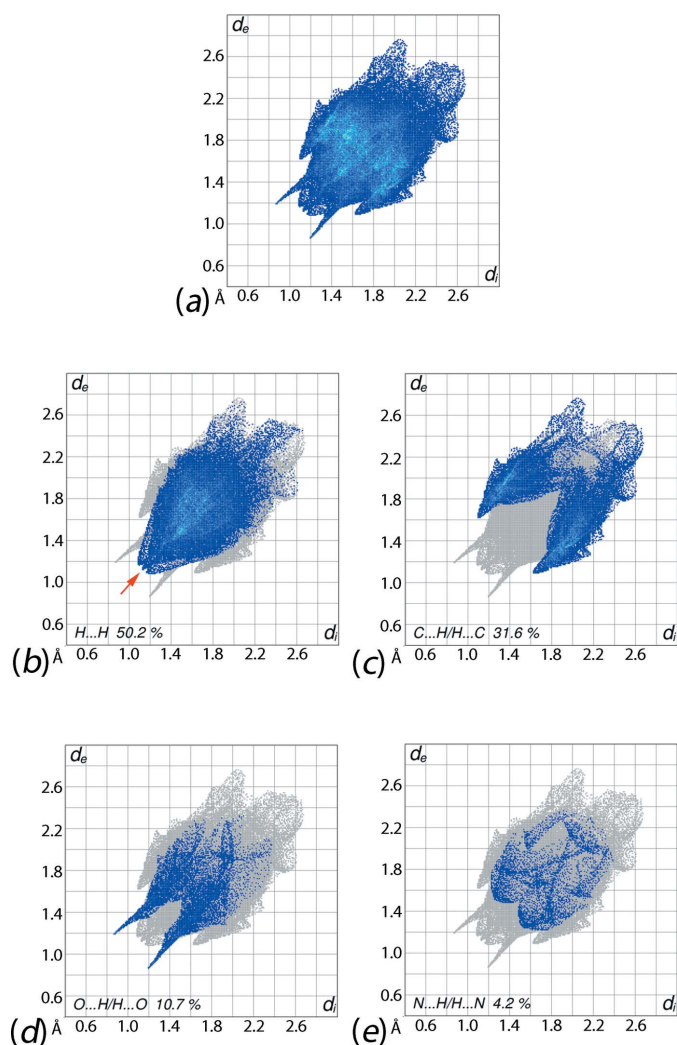 de
2.6
2.2
1.8
1.4
1.0
0.6
di
(a) Å 0.6 1.0 1.4 1.8 2.2 2.6
de
2.6
2.2
1.8
1.4
1.0
0.6
H...H 50.2 % di
(b) Å 0.6 1.0 1.4 1.8 2.2 2.6
de
2.6
2.2
1.8
1.4
1.0
0.6
C...H/H...C 31.6 % di
(c) Å 0.6 1.0 1.4 1.8 2.2 2.6
de
2.6
2.2
1.8
1.4
1.0
0.6
O...H/H...O 10.7 % di
(d) Å 0.6 1.0 1.4 1.8 2.2 2.6
de
2.6
2.2
1.8
1.4
1.0
0.6
N...H/H...N 4.2 % di
(e) Å 0.6 1.0 1.4 1.8 2.2 2.6